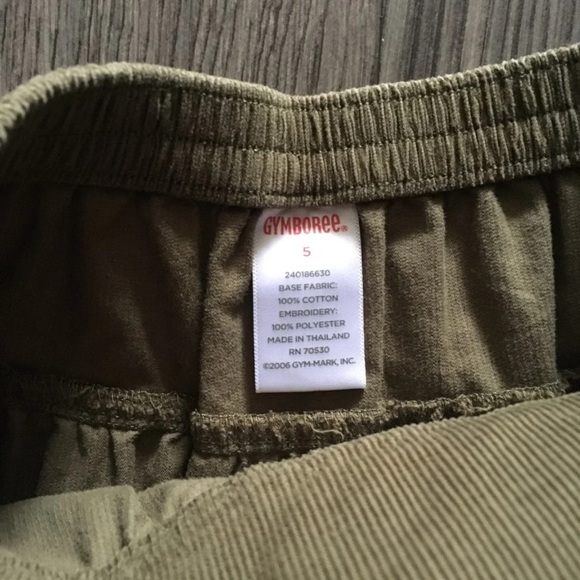 GYMBOREE®
5
240186630
BASE FABRIC:
100% COTTON
EMBROIDERY:
100% POLYESTER
MADE IN THAILAND
RN 70530
©2006 GYM-MARK, INC.